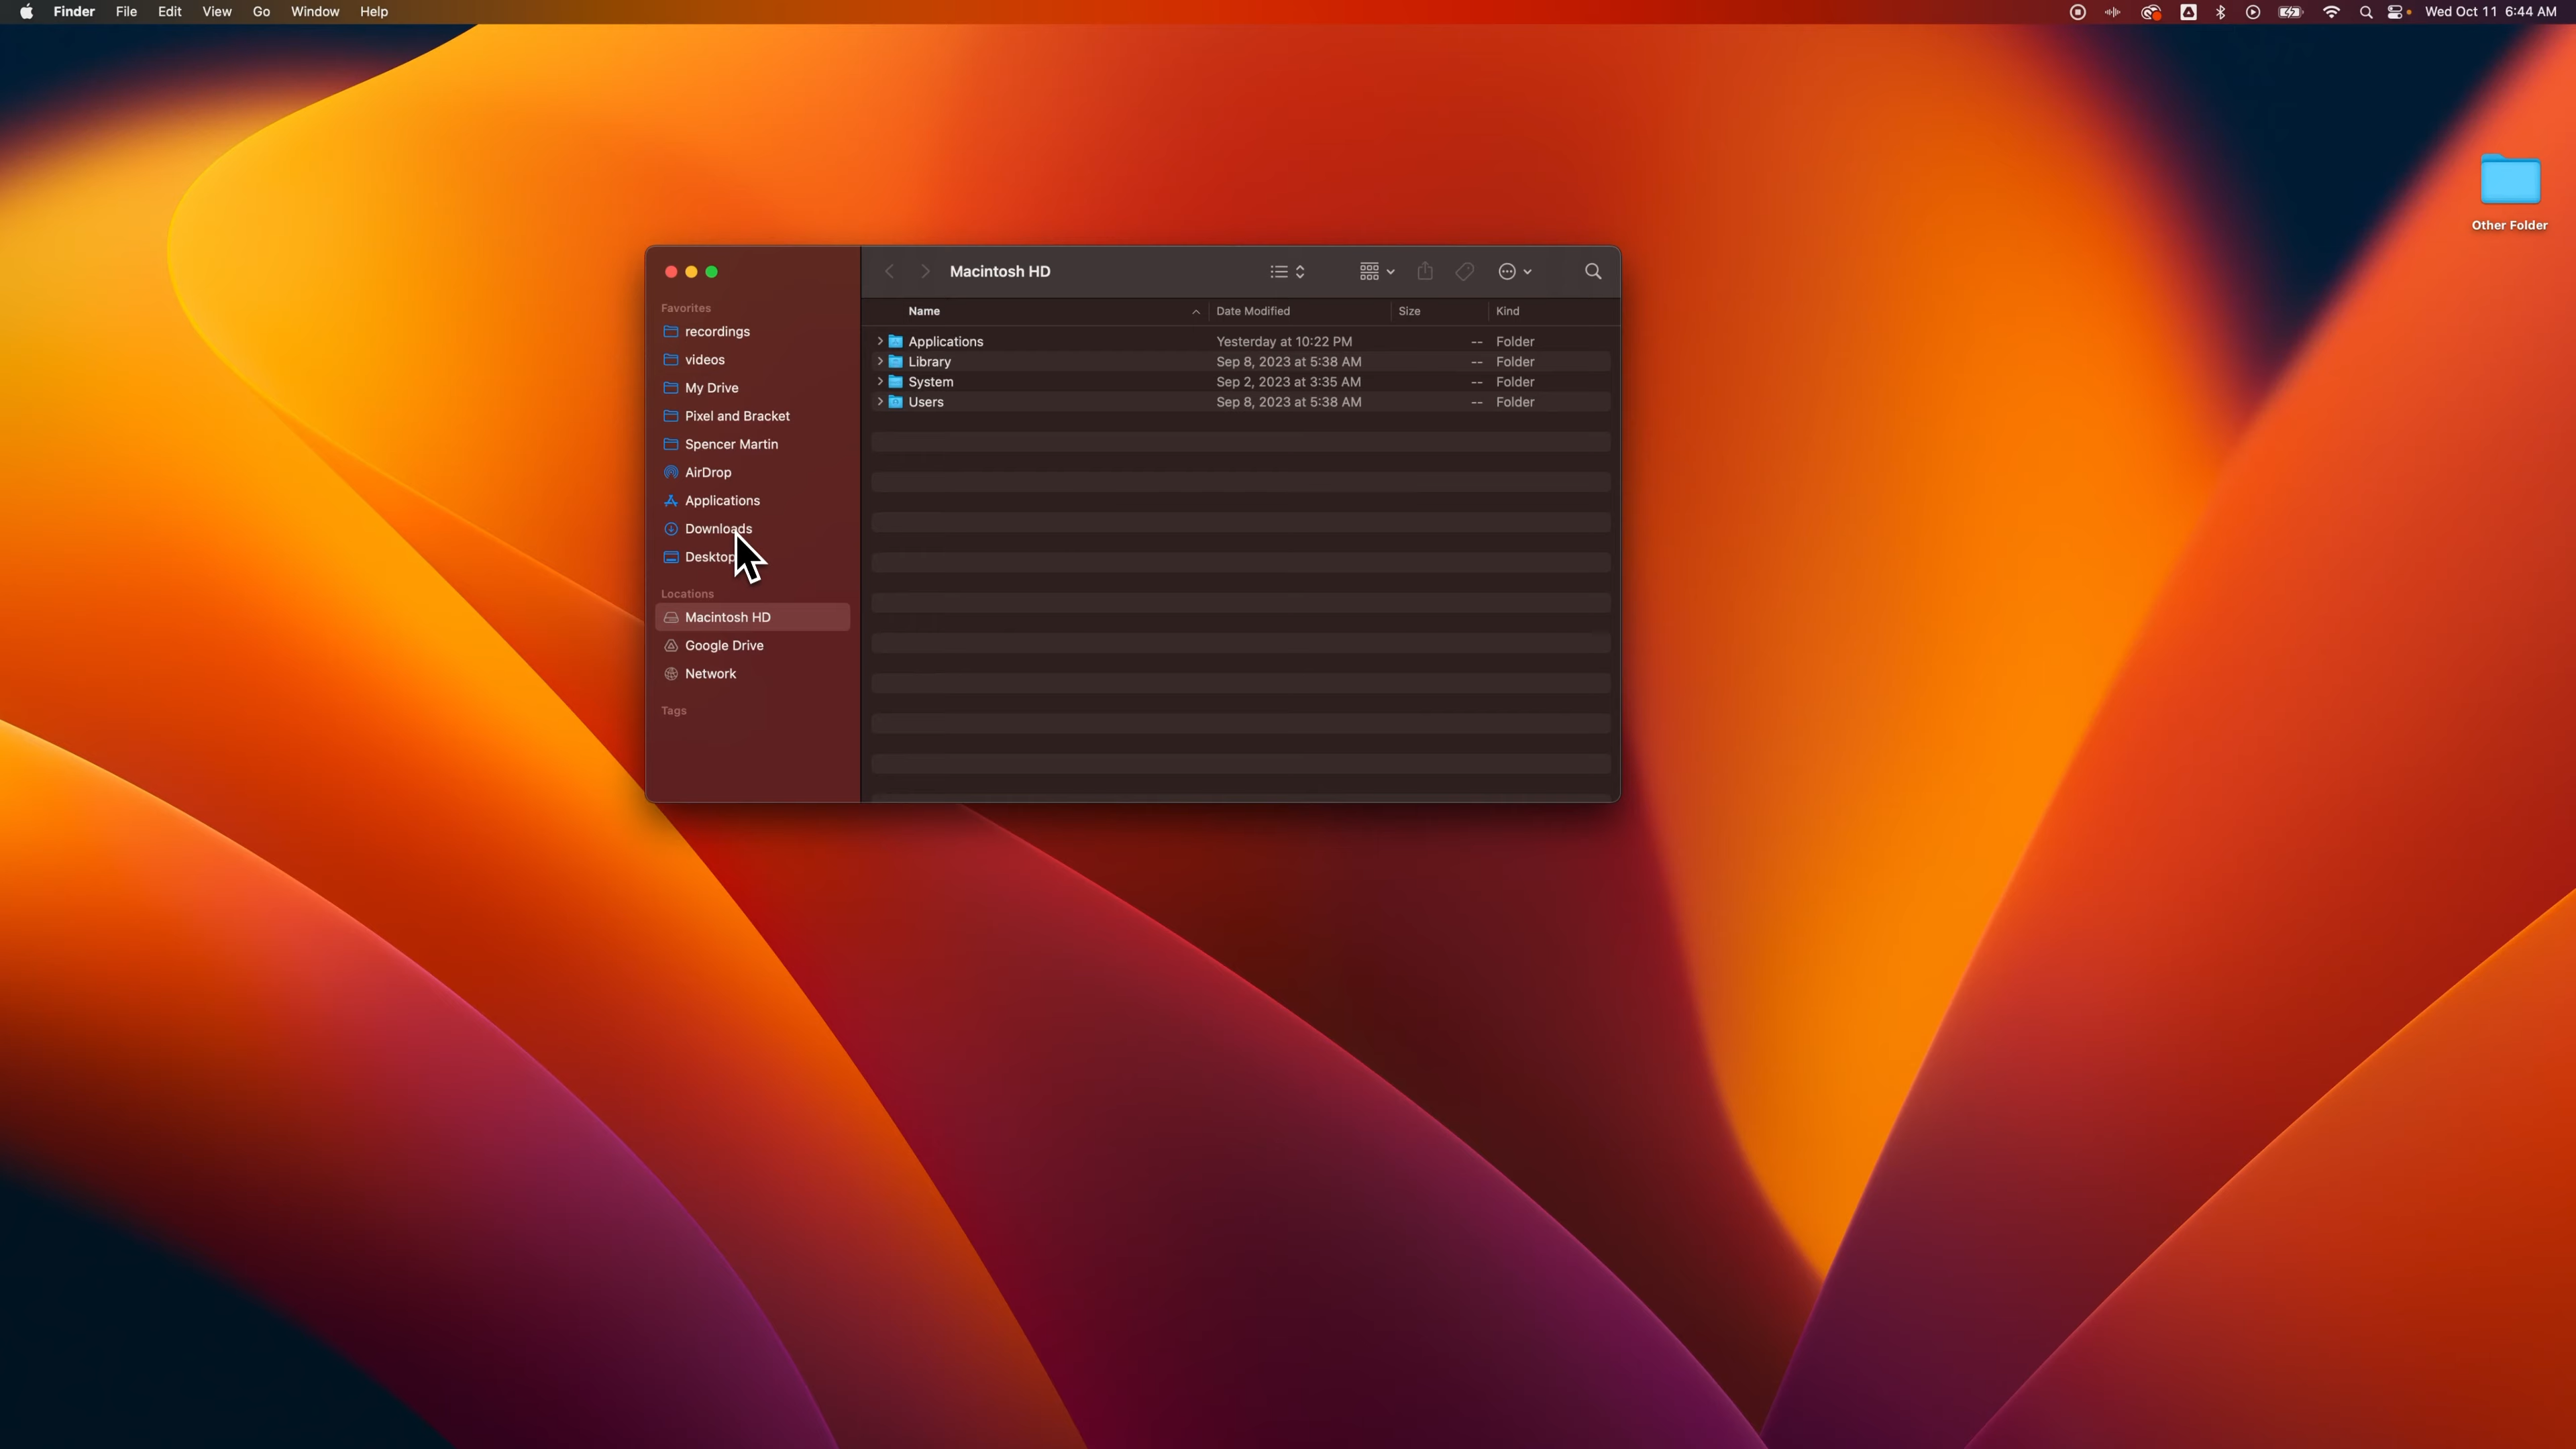 Finder File Edit View Go Window Help
Wed Oct 11 6:44 AM
Other Folder
Macintosh HD
Favorites
recordings
videos
My Drive
Pixel and Bracket
Spencer Martin
AirDrop
Applications
Downloads
Desktop
Locations
Macintosh HD
Google Drive
Network
Tags
Name Date Modified Size Kind
Applications Yesterday at 10:22 PM -- Folder
Library Sep 8, 2023 at 5:38 AM -- Folder
System Sep 2, 2023 at 3:35 AM -- Folder
Users Sep 8, 2023 at 5:38 AM -- Folder